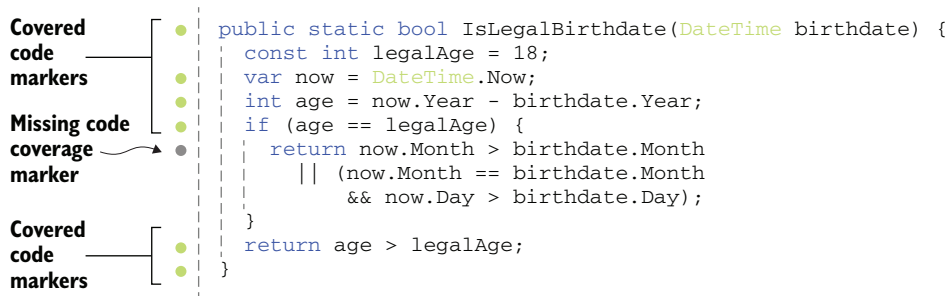 Covered
code
markers
Missing code
coverage
marker
Covered
code
markers
public static bool IsLegalBirthdate(DateTime birthdate) {
const int legalAge = 18;
var now = DateTime.Now;
int age = now.Year - birthdate.Year;
if (age == legalAge) {
return now.Month > birthdate.Month
|| (now.Month == birthdate.Month
&& now.Day > birthdate.Day);
}
return age > legalAge;
}